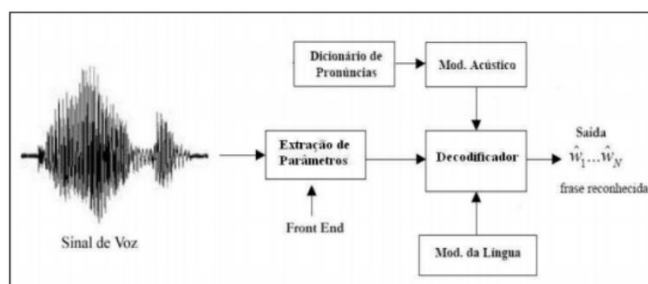 Dicionário de
Pronúncias
Mod. Acústico
Extração de
Parâmetros
Decodificador
Saida
ŵ₁...ŵ_N
frase reconhecida
Front End
Sinal de Voz
Mod. da Língua